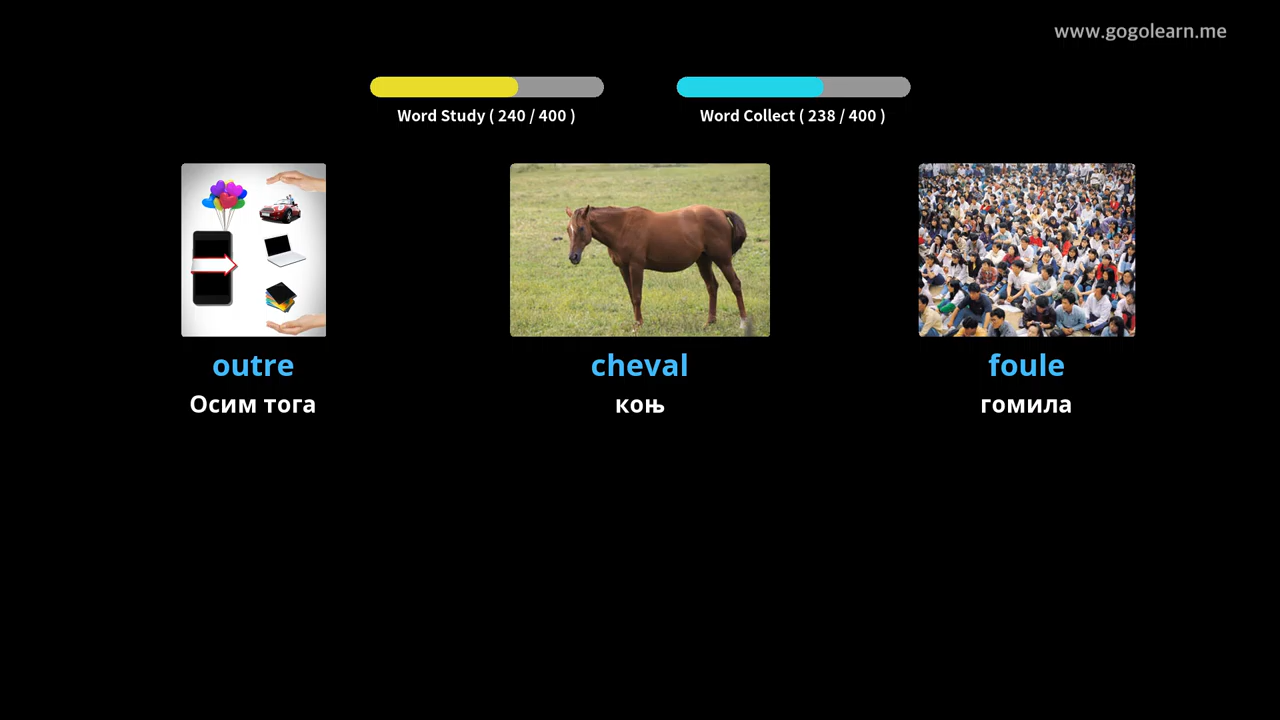 www.gogolearn.me
Word Study ( 240 / 400 )
Word Collect ( 238 / 400 )
outre
Осим тога
cheval
коњ
foule
гомила